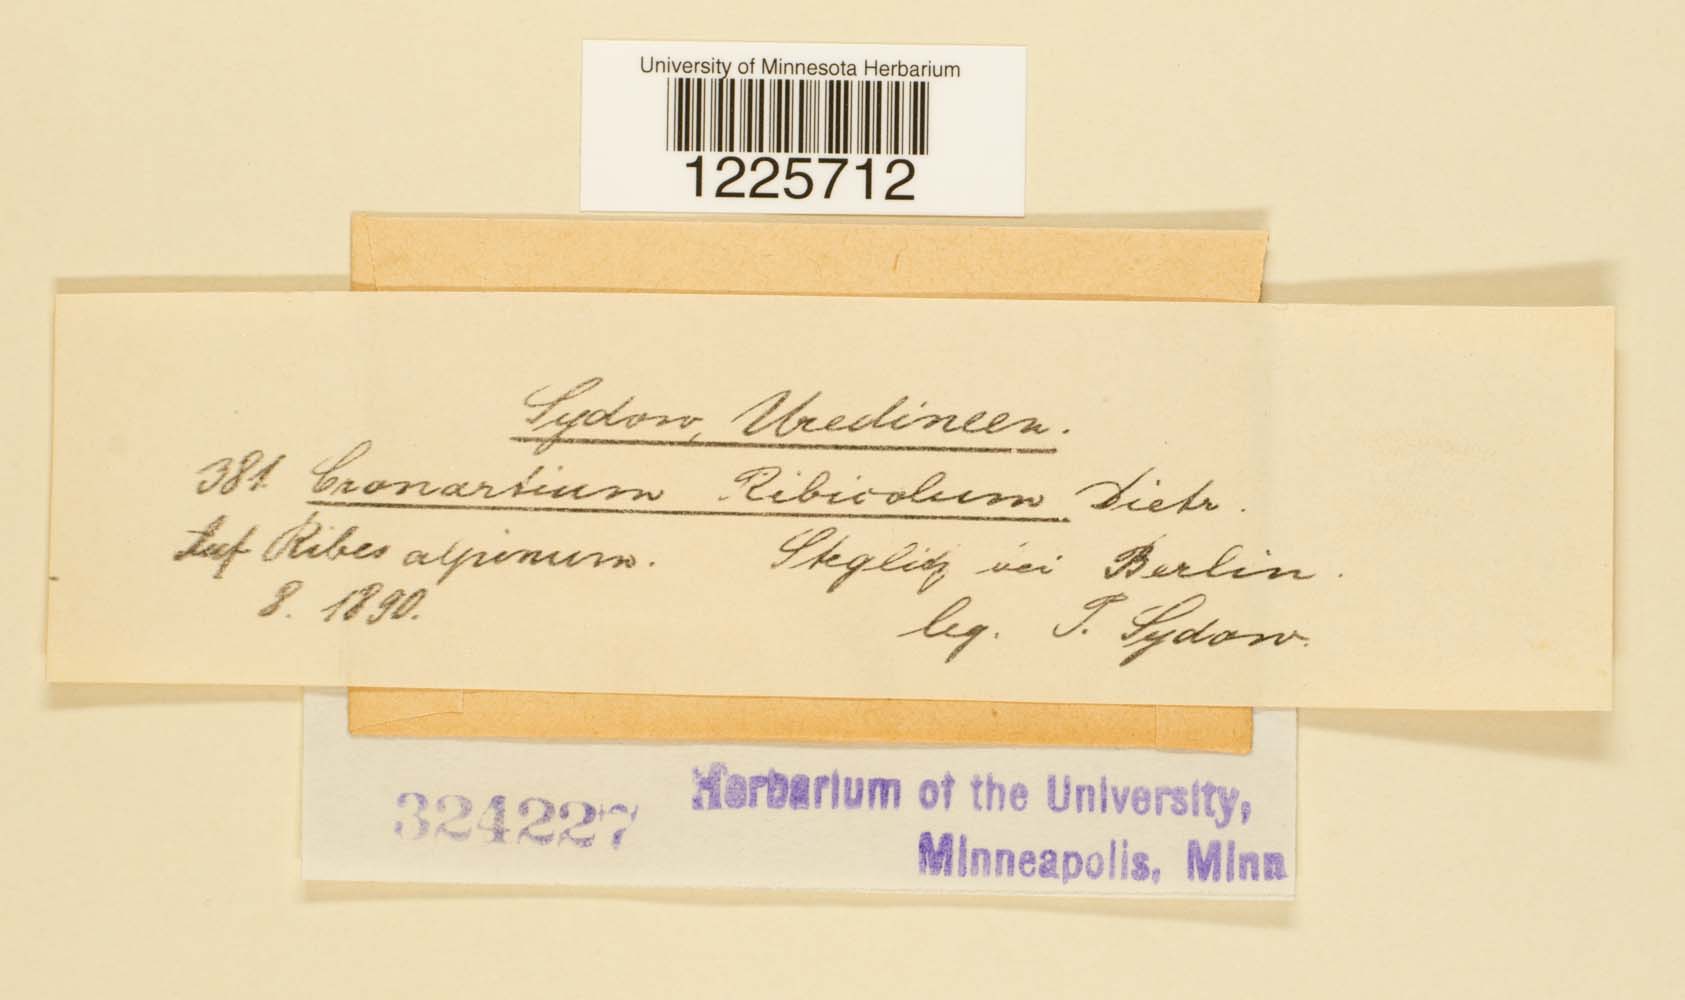 University of Minnesota Herbarium
1225712
Sydow, Uredineen.
381. Cronartium Ribicolum Dietr.
Auf Ribes alpinum. Steglitz bei Berlin.
8. 1890. leg. P. Sydow.
324227 Herbarium of the University,
Minneapolis, Minn